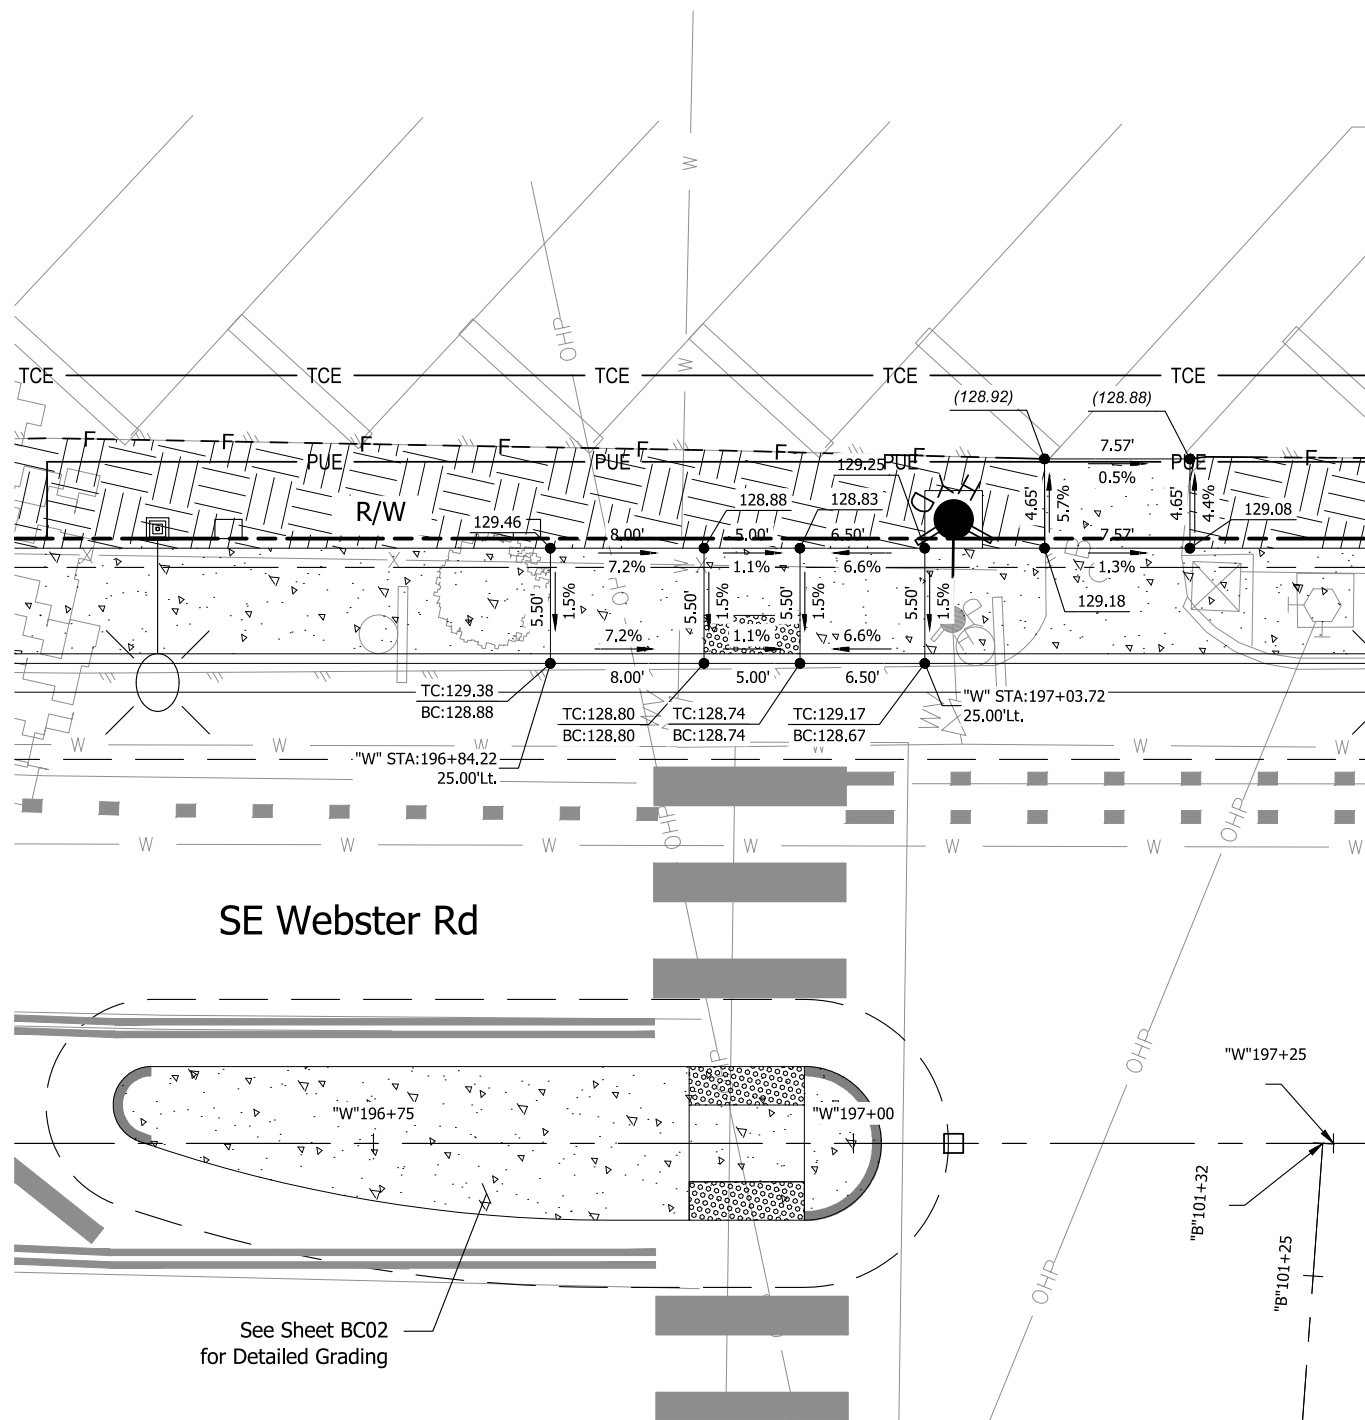 W
W
OHP
W
TCE TCE TCE TCE TCE
(128.92) (128.88)
F F F F F F F F
7.57'
PUE PUE PUE PUE
129.25
0.5%
4.65'
5.7%
4.65'
4.4%
R/W
129.46
128.88
128.83
129.08
8.00' 5.00' 6.50' 7.57'
7.2% 1.1% 6.6% 1.3%
129.18
OHP
5.50'
1.5%
5.50'
1.5%
5.50'
1.5%
5.50'
1.5%
7.2% 1.1% 6.6%
8.00' 5.00' 6.50'
TC:129.38
BC:128.88
TC:128.80
BC:128.80
TC:128.74
BC:128.74
TC:129.17
BC:128.67
"W" STA:197+03.72
25.00'Lt.
"W" STA:196+84.22
25.00'Lt.
W W W W W W
OHP
OHP
W W W W W W W
SE Webster Rd
OHP
OHP
"W"197+25
"W"196+75
"W"197+00
"B"101+32
"B"101+25
OHP
See Sheet BC02
for Detailed Grading